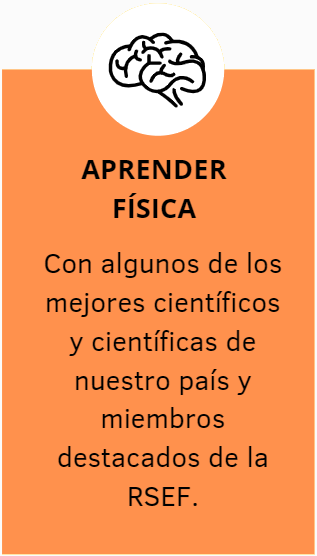 APRENDER
FÍSICA
Con algunos de los
mejores científicos
y científicas de
nuestro país y
miembros
destacados de la
RSEF.